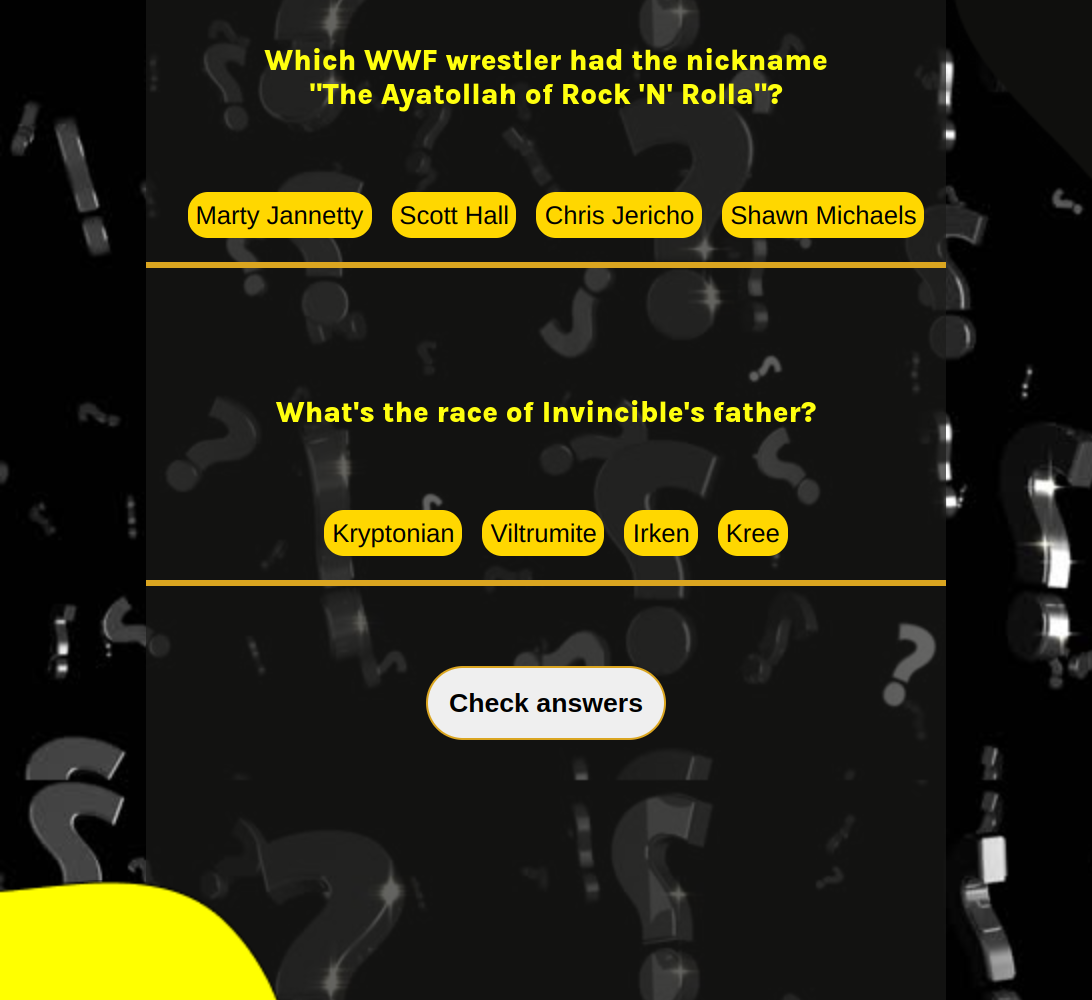 Which WWF wrestler had the nickname
"The Ayatollah of Rock 'N' Rolla"?
Marty Jannetty Scott Hall Chris Jericho Shawn Michaels
What's the race of Invincible's father?
Kryptonian Viltrumite Irken Kree
Check answers